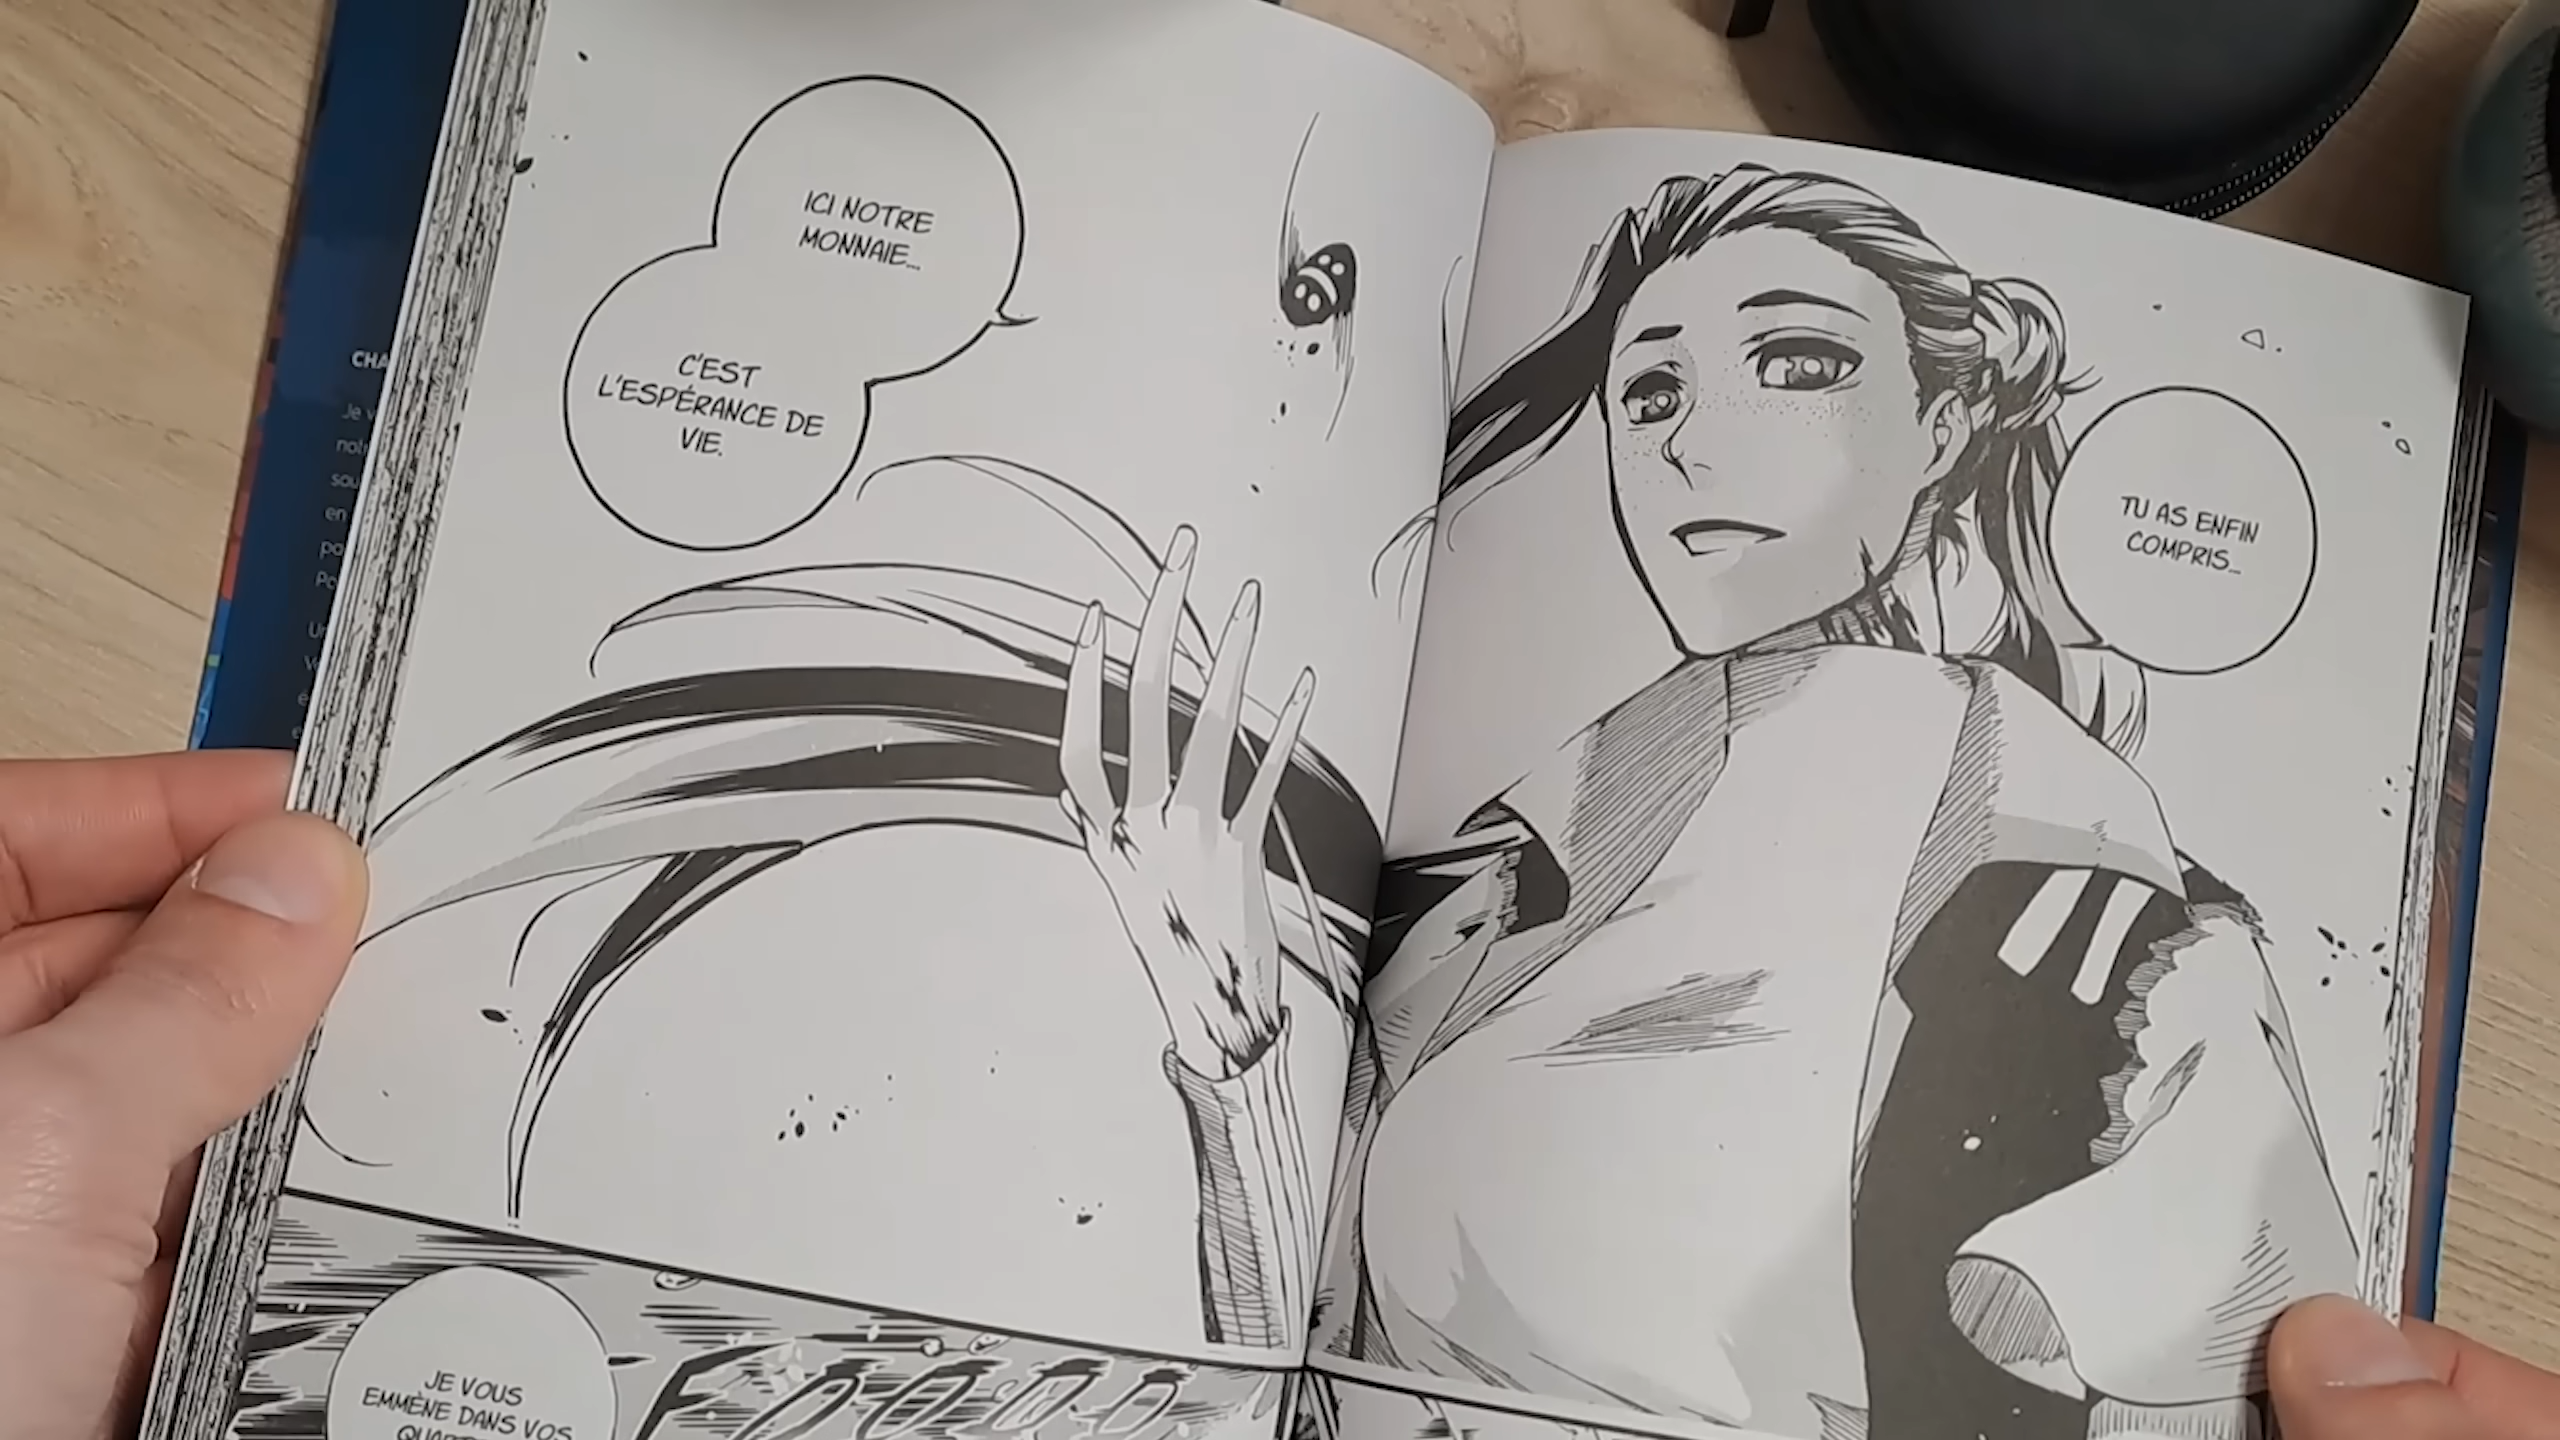 TU AS ENFIN
COMPRIS...
ICI NOTRE
MONNAIE...
C'EST
L'ESPÉRANCE DE
VIE.
JE VOUS
EMMÈNE DANS VOS